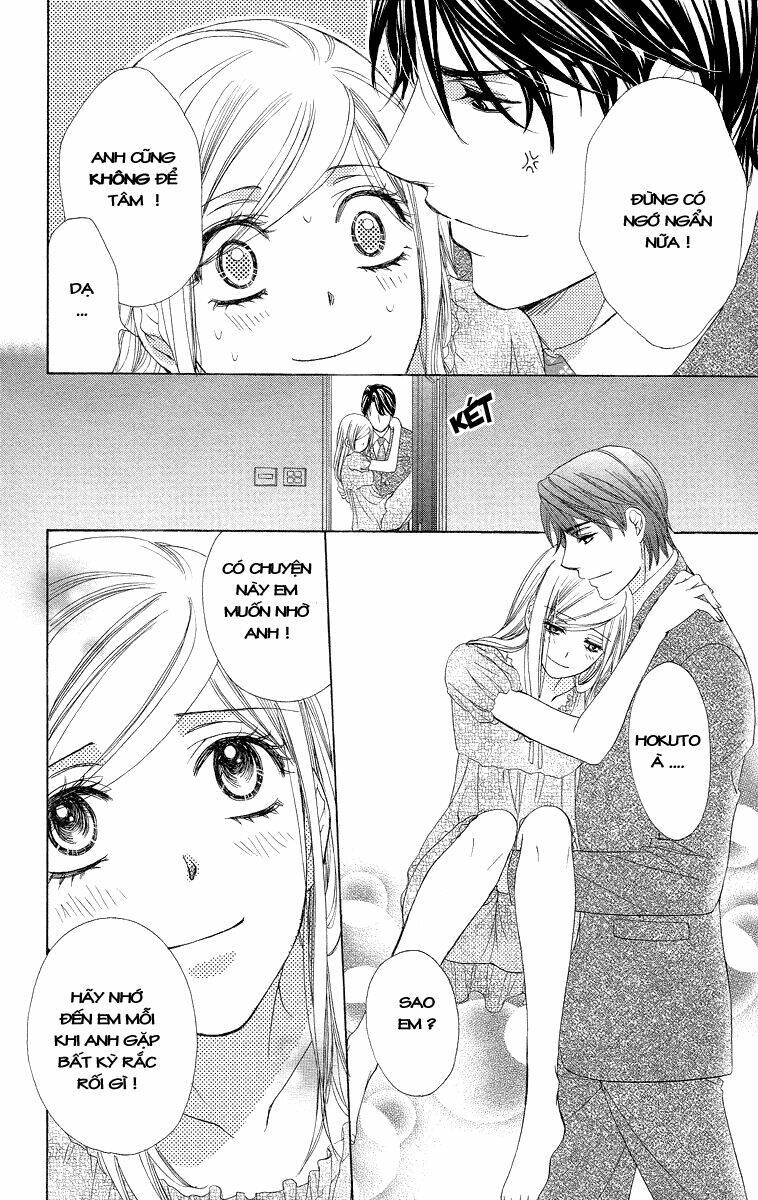 ĐỪNG CÓ
NGỚ NGẨN
NỮA !
ANH CŨNG
KHÔNG ĐỂ
TÂM !
DẠ
...
KÉT
HOKUTO
À ....
SAO
EM ?
CÓ CHUYỆN
NÀY EM
MUỐN NHỜ
ANH !
HÃY NHỚ
ĐẾN EM MỖI
KHI ANH GẶP
BẤT KỲ RẮC
RỐI GÌ !